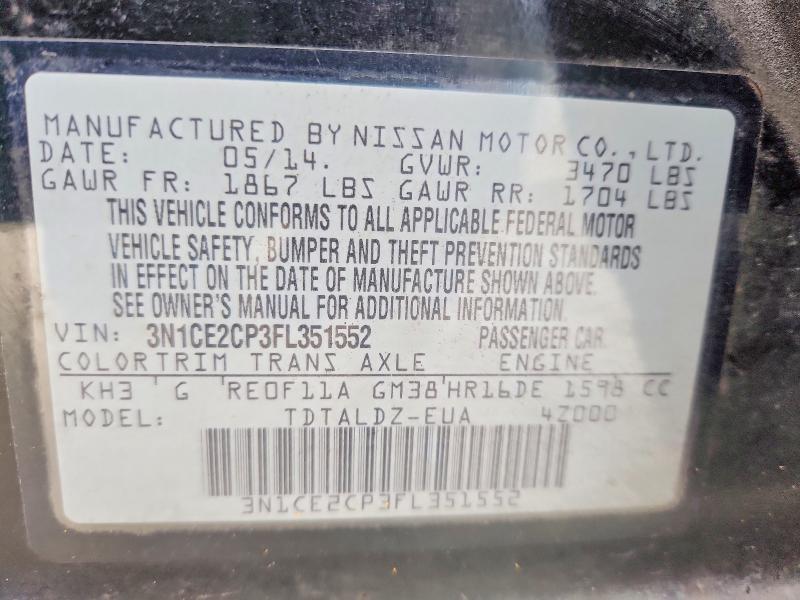 MANUFACTURED BY NISSAN MOTOR CO., LTD.
DATE: 05/14. GVWR: 3470 LBS
GAWR FR: 1867 LBS GAWR RR: 1704 LBS
THIS VEHICLE CONFORMS TO ALL APPLICABLE FEDERAL MOTOR
VEHICLE SAFETY, BUMPER AND THEFT PREVENTION STANDARDS
IN EFFECT ON THE DATE OF MANUFACTURE SHOWN ABOVE.
SEE OWNER'S MANUAL FOR ADDITIONAL INFORMATION.
VIN: 3N1CE2CP3FL351552 PASSENGER CAR
COLORTRIM TRANS AXLE ENGINE
KH3 G RE0F11A GM38 HR16DE 1598 CC
MODEL: TDTALDZ-EUA 4Z000
3N1CE2CP3FL351552